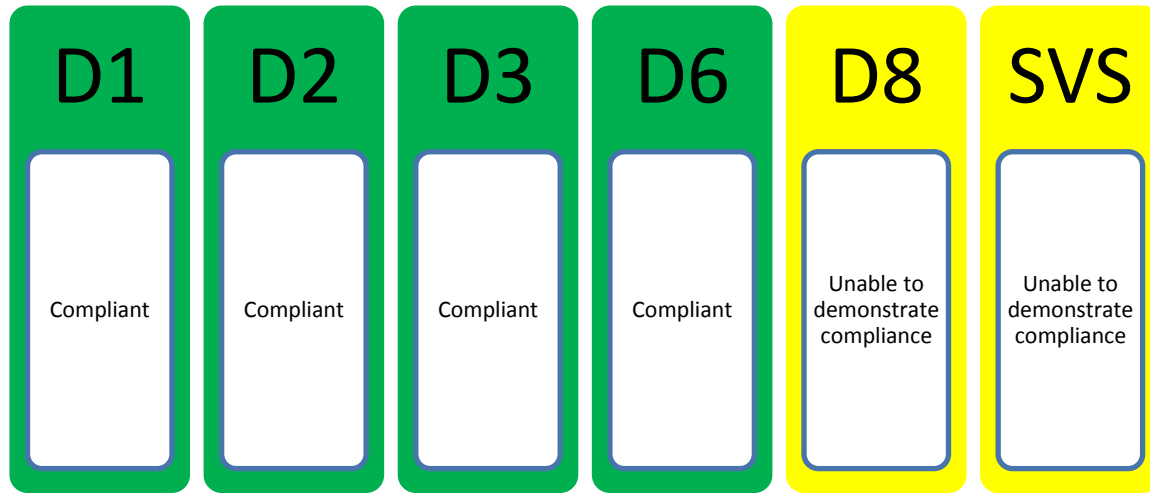 D1
Compliant
D2
Compliant
D3
Compliant
D6
Compliant
D8
Unable to
demonstrate
compliance
SVS
Unable to
demonstrate
compliance